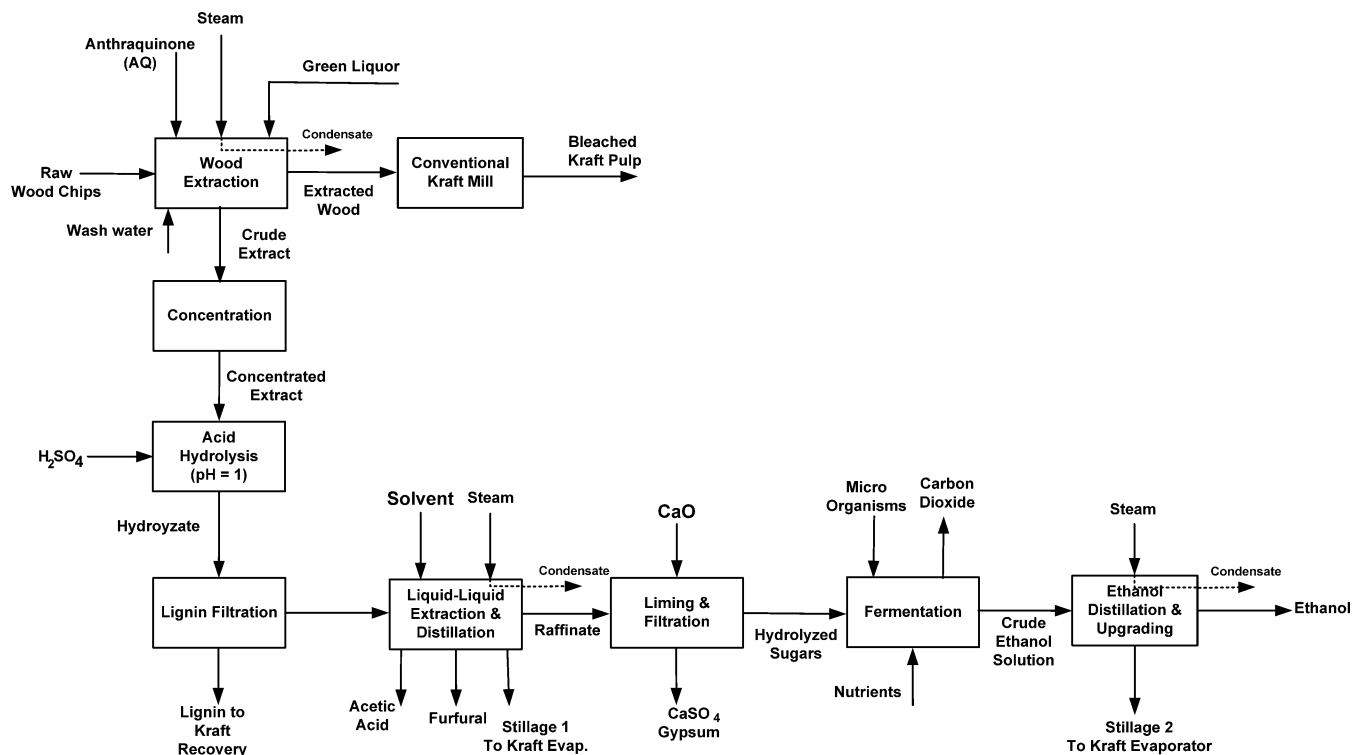 Steam
Anthraquinone
(AQ)
Green Liquor
Condensate
Wood
Extraction
Raw
Wood Chips
Extracted
Wood
Conventional
Kraft Mill
Bleached
Kraft Pulp
Wash water
Crude
Extract
Concentration
Concentrated
Extract
H2SO4
Acid
Hydrolysis
(pH = 1)
Hydroyzate
Lignin Filtration
Lignin to
Kraft
Recovery
Solvent
Steam
Condensate
Liquid-Liquid
Extraction &
Distillation
Raffinate
Acetic
Acid
Furfural
Stillage 1
To Kraft Evap.
CaO
Liming &
Filtration
Hydrolyzed
Sugars
CaSO4
Gypsum
Micro
Organisms
Carbon
Dioxide
Fermentation
Nutrients
Crude
Ethanol
Solution
Steam
Condensate
Ethanol
Distillation &
Upgrading
Ethanol
Stillage 2
To Kraft Evaporator